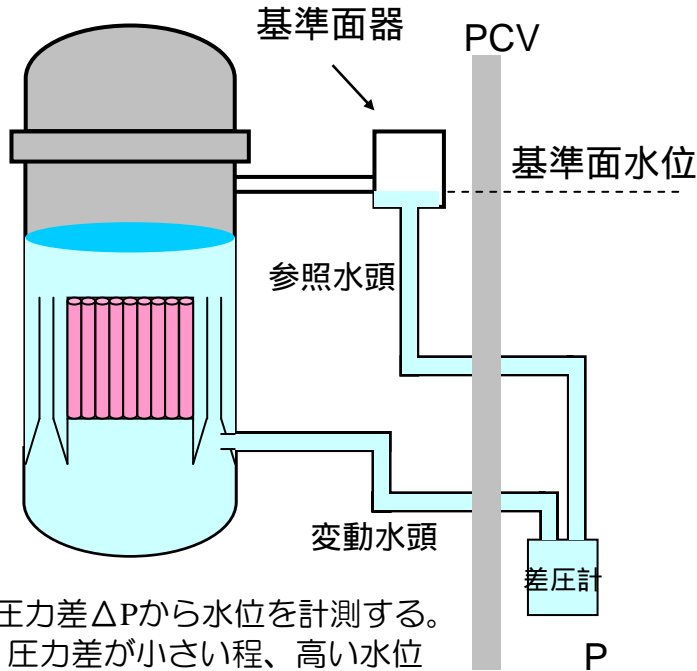 基準面器
PCV
基準面水位
参照水頭
変動水頭
差圧計
圧力差△Pから水位を計測する。
圧力差が小さい程、高い水位
P